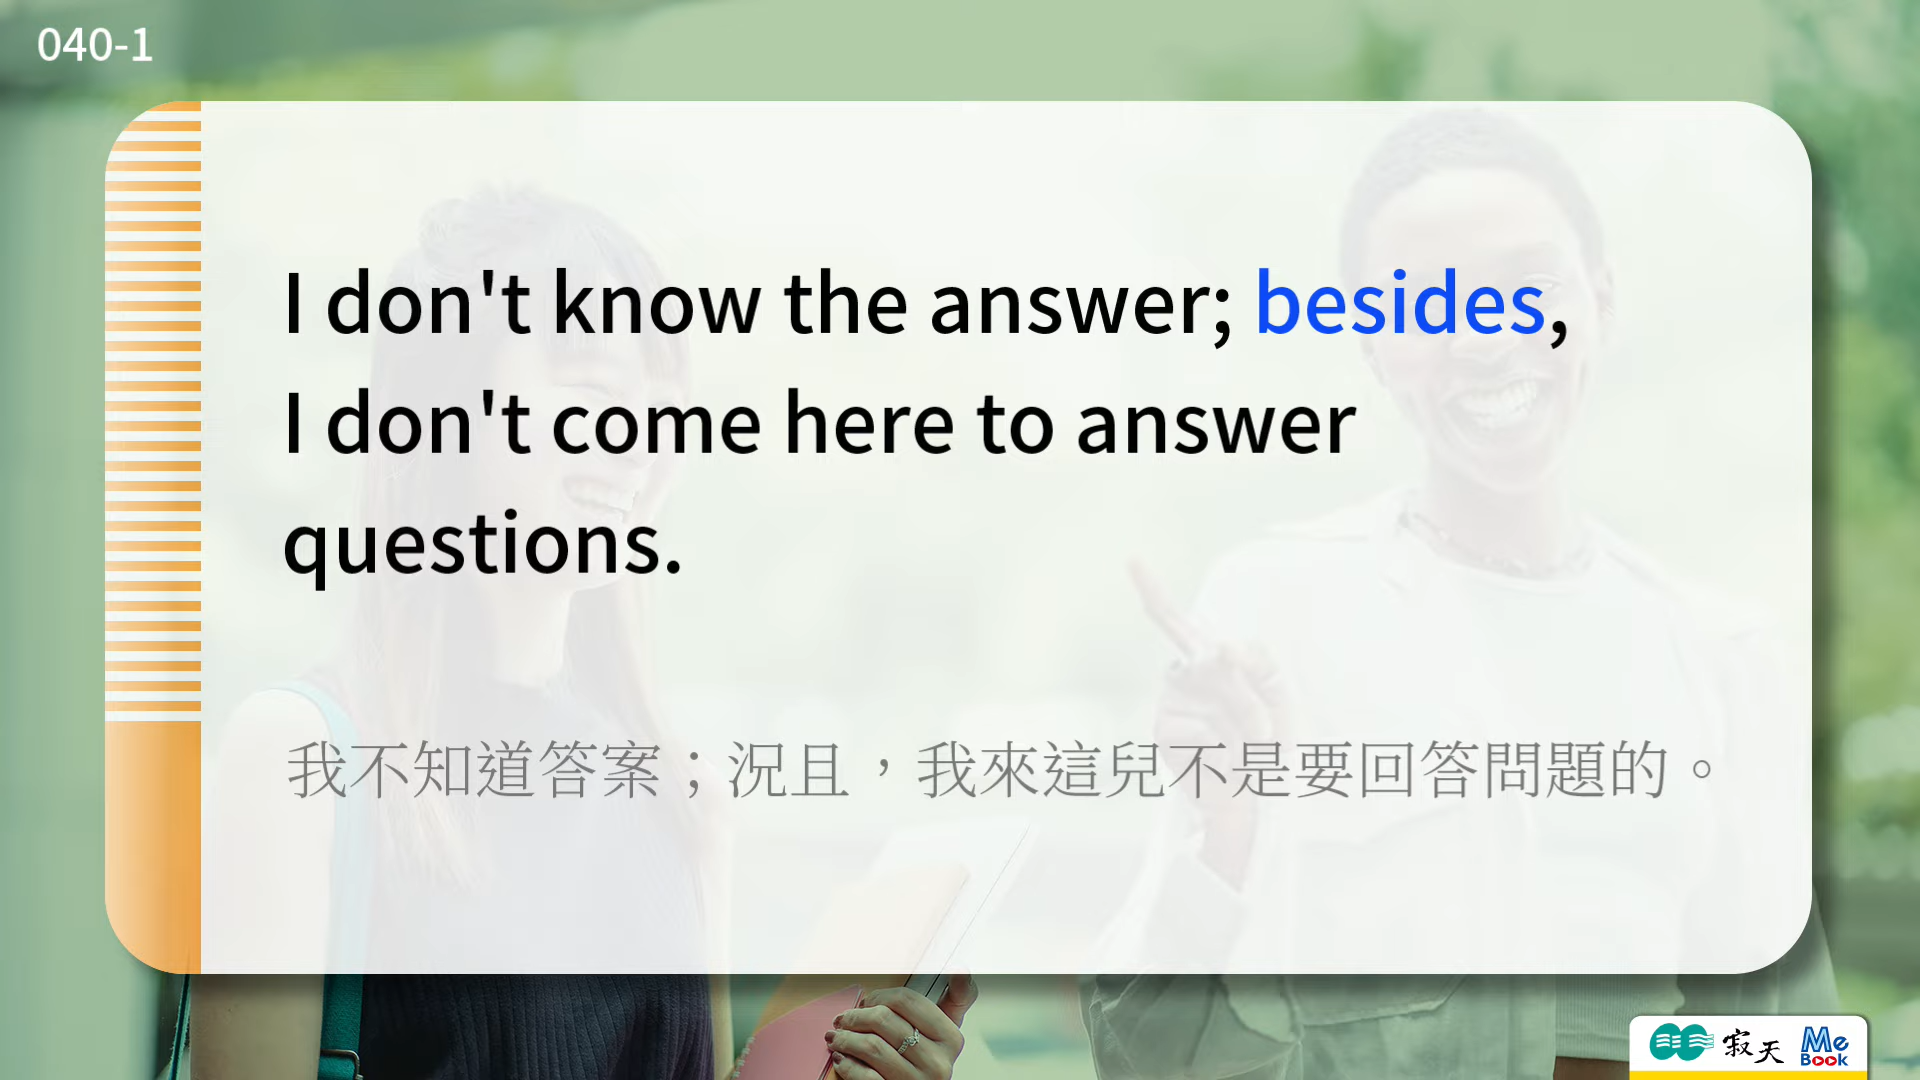 040-1
I don't know the answer; besides,
I don't come here to answer
questions.
我不知道答案；況且，我來這兒不是要回答問題的。
寂天 Me Book